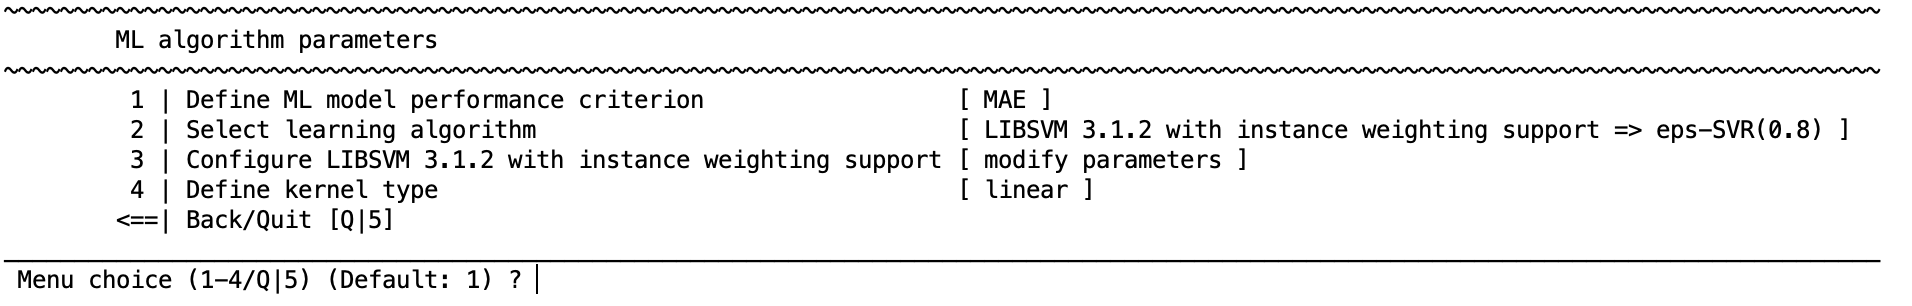 ML algorithm parameters
1 | Define ML model performance criterion [ MAE ]
2 | Select learning algorithm [ LIBSVM 3.1.2 with instance weighting support => eps-SVR(0.8) ]
3 | Configure LIBSVM 3.1.2 with instance weighting support [ modify parameters ]
4 | Define kernel type [ linear ]
<==| Back/Quit [Q|5]
Menu choice (1-4/Q|5) (Default: 1) ?